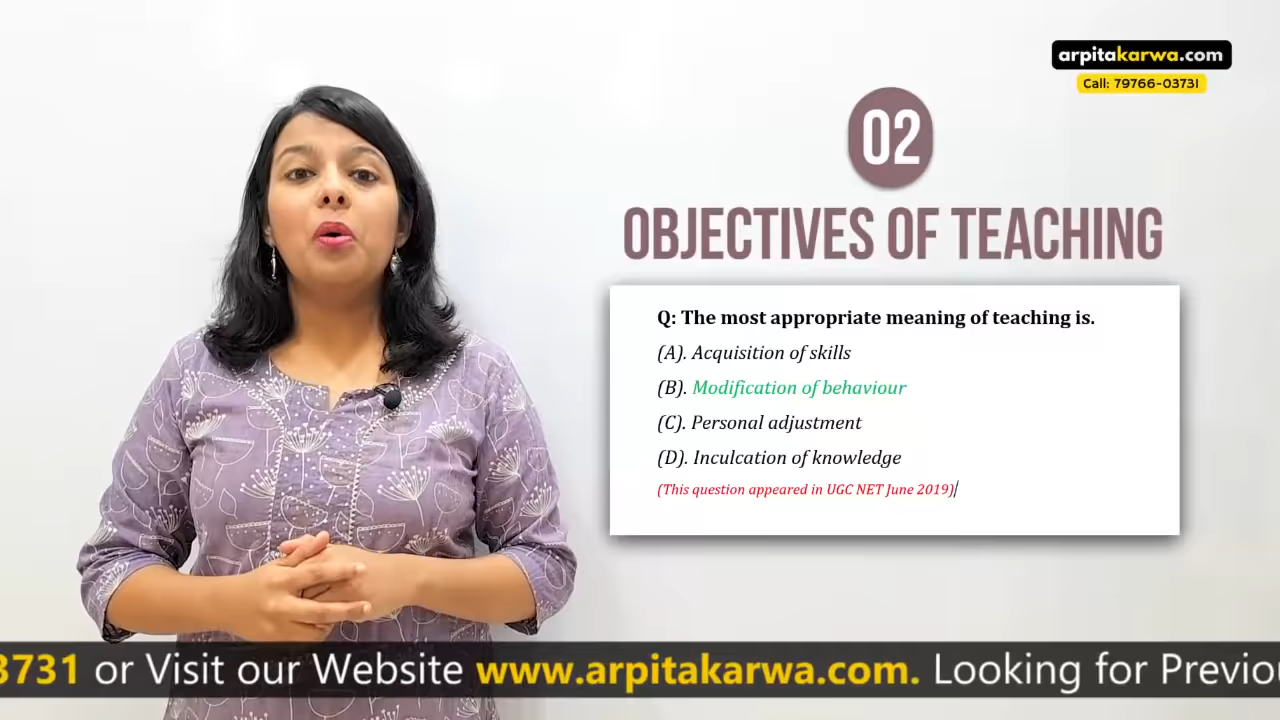 arpitakarwa.com
Call: 79766-03731
02
OBJECTIVES OF TEACHING
Q: The most appropriate meaning of teaching is.
(A). Acquisition of skills
(B). Modification of behaviour
(C). Personal adjustment
(D). Inculcation of knowledge
(This question appeared in UGC NET June 2019)
3731 or Visit our Website www.arpitakarwa.com. Looking for Previou